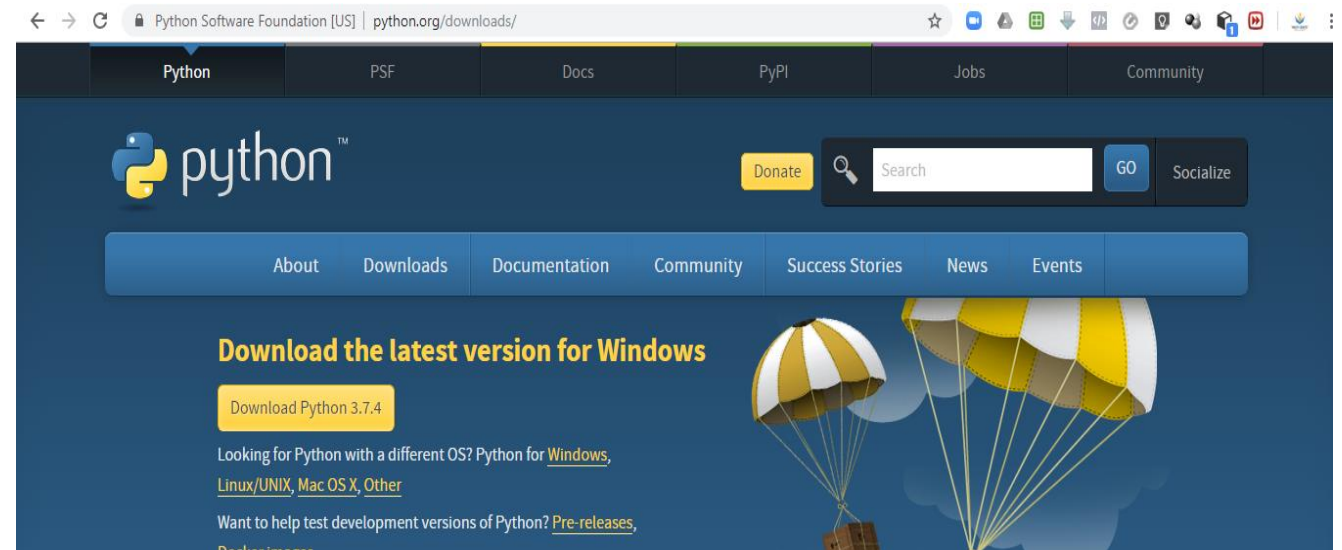 Python Software Foundation [US] | python.org/downloads/
1
Python PSF Docs PyPI Jobs Community
python™
Donate Search GO Socialize
About Downloads Documentation Community Success Stories News Events
Download the latest version for Windows
Download Python 3.7.4
Looking for Python with a different OS? Python for Windows,
Linux/UNIX, Mac OS X, Other
Want to help test development versions of Python? Pre-releases,
Docker images